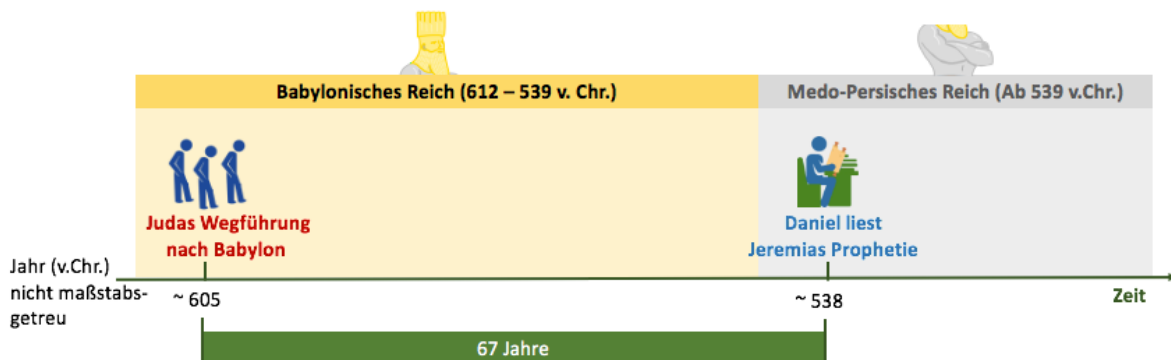 Babylonisches Reich (612 – 539 v. Chr.)
Medo-Persisches Reich (Ab 539 v.Chr.)
Judas Wegführung
nach Babylon
Daniel liest
Jeremias Prophetie
Jahr (v.Chr.)
nicht maßstabs-
getreu
~ 605
~ 538
Zeit
67 Jahre